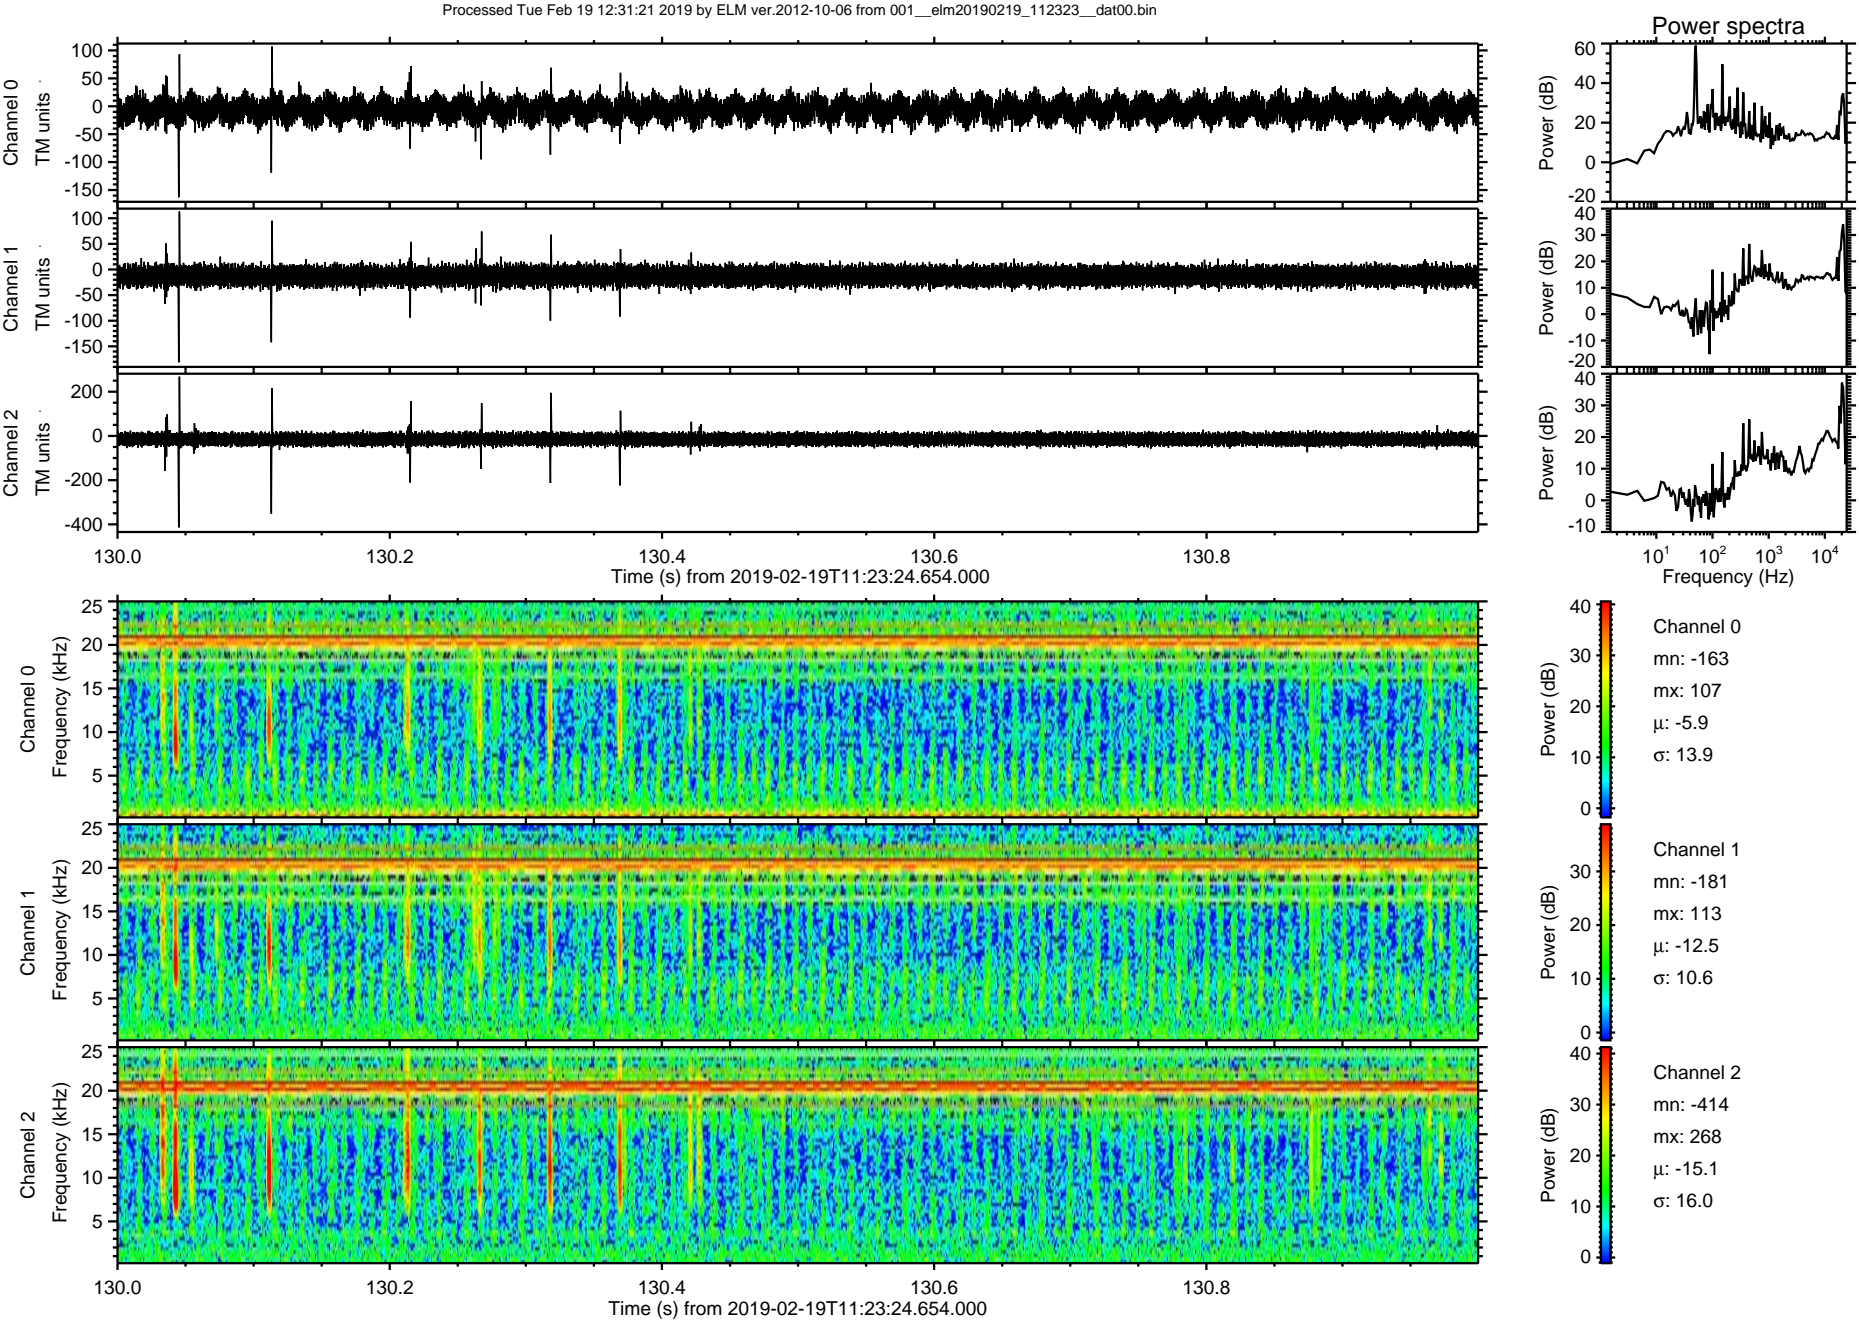 Processed Tue Feb 19 12:31:21 2019 by ELM ver.2012-10-06 from 001__elm20190219_112323__dat00.bin
Power spectra
Channel 0
TM units
100
50
0
-50
-100
-150
Power (dB)
60
40
20
0
-20
Channel 1
TM units
100
50
0
-50
-100
-150
Power (dB)
40
30
20
10
0
-10
-20
Channel 2
TM units
200
0
-200
-400
Power (dB)
40
30
20
10
0
-10
130.0 130.2 130.4 130.6 130.8
Time (s) from 2019-02-19T11:23:24.654.000
10^1 10^2 10^3 10^4
Frequency (Hz)
Channel 0
Frequency (kHz)
25
20
15
10
5
Power (dB)
40
30
20
10
0
Channel 0
mn: -163
mx: 107
μ: -5.9
σ: 13.9
Channel 1
Frequency (kHz)
25
20
15
10
5
Power (dB)
30
20
10
0
Channel 1
mn: -181
mx: 113
μ: -12.5
σ: 10.6
Channel 2
Frequency (kHz)
25
20
15
10
5
Power (dB)
40
30
20
10
0
Channel 2
mn: -414
mx: 268
μ: -15.1
σ: 16.0
130.0 130.2 130.4 130.6 130.8
Time (s) from 2019-02-19T11:23:24.654.000